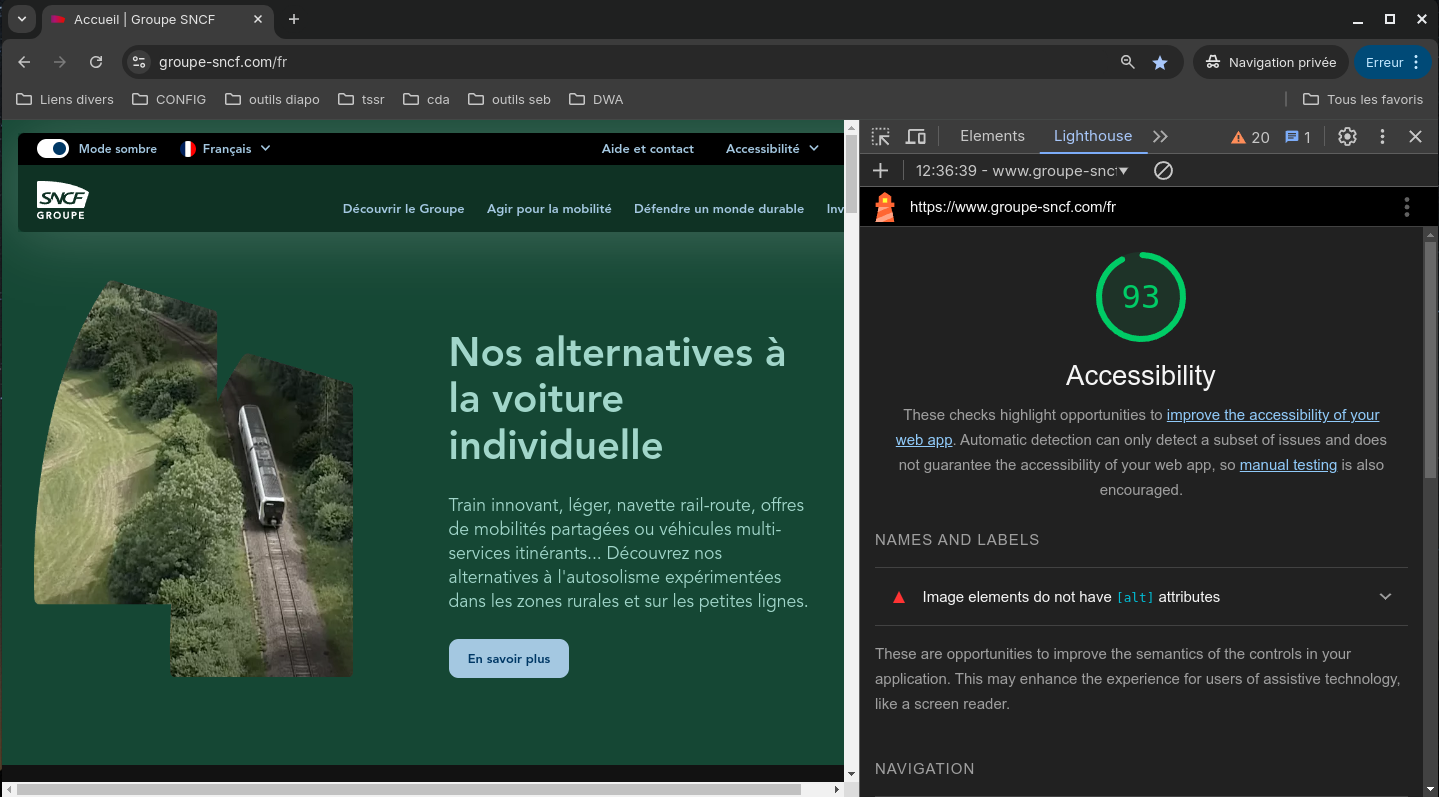 Accueil | Groupe SNCF
groupe-sncf.com/fr
Navigation privée
Erreur
Liens divers
CONFIG
outils diapo
tssr
cda
outils seb
DWA
Tous les favoris
Mode sombre
Français
Aide et contact
Accessibilité
SNCF
GROUPE
Découvrir le Groupe
Agir pour la mobilité
Défendre un monde durable
Inv
Nos alternatives à
la voiture
individuelle
Train innovant, léger, navette rail-route, offres
de mobilités partagées ou véhicules multi-
services itinérants... Découvrez nos
alternatives à l'autosolisme expérimentées
dans les zones rurales et sur les petites lignes.
En savoir plus
Elements
Lighthouse
20
1
12:36:39 - www.groupe-snc
https://www.groupe-sncf.com/fr
93
Accessibility
These checks highlight opportunities to improve the accessibility of your
web app. Automatic detection can only detect a subset of issues and does
not guarantee the accessibility of your web app, so manual testing is also
encouraged.
NAMES AND LABELS
Image elements do not have [alt] attributes
These are opportunities to improve the semantics of the controls in your
application. This may enhance the experience for users of assistive technology,
like a screen reader.
NAVIGATION